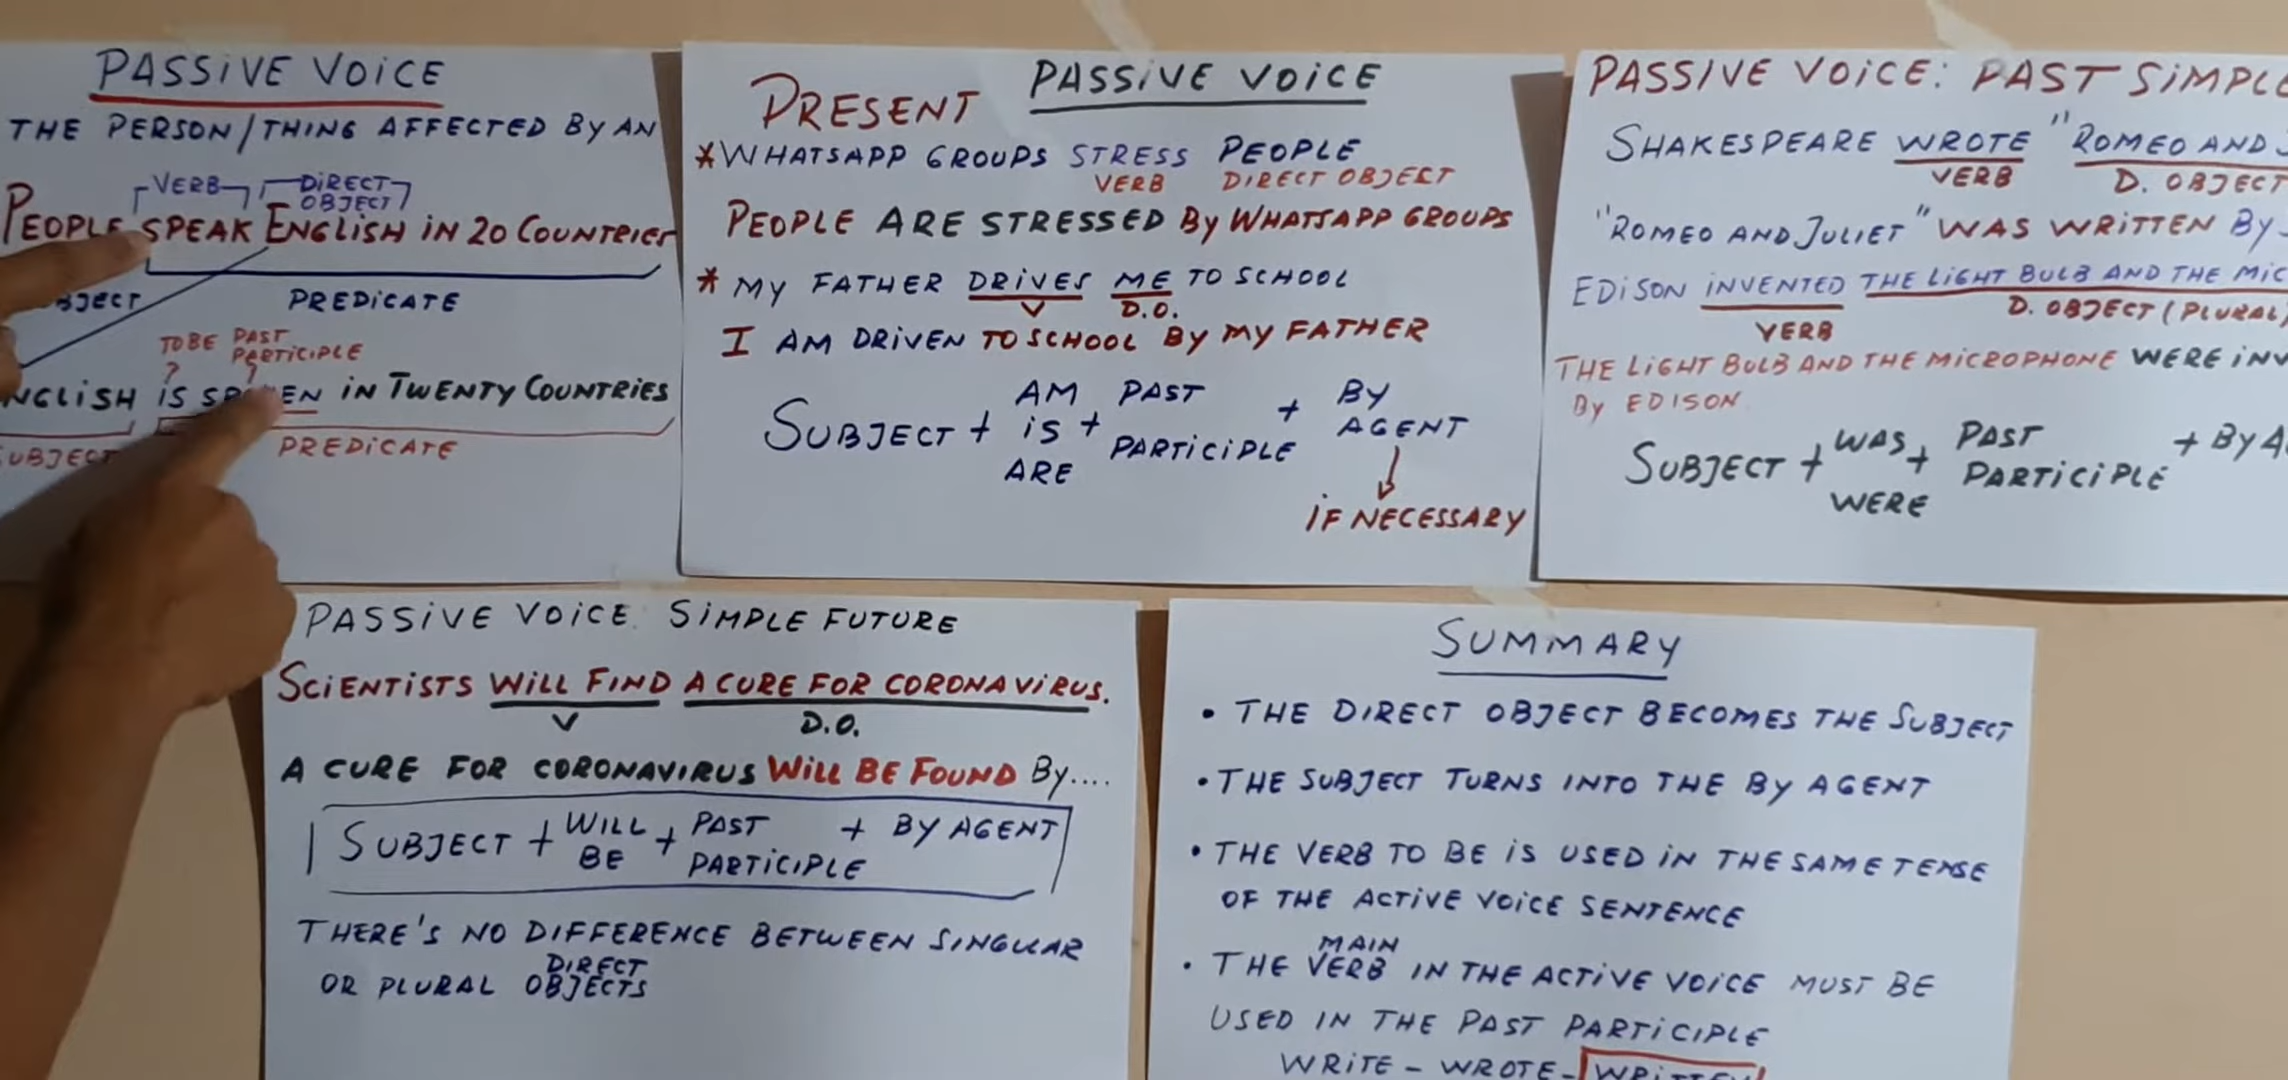 PASSIVE VOICE
THE PERSON/THING AFFECTED BY AN
VERB DIRECT
OBJECT
PEOPLE SPEAK ENGLISH IN 20 COUNTRIES
PREDICATE
TO BE PAST
PARTICIPLE
? ?
IS IN TWENTY COUNTRIES
PREDICATE
PRESENT PASSIVE VOICE
*WHATSAPP GROUPS STRESS PEOPLE
VERB DIRECT OBJECT
PEOPLE ARE STRESSED BY WHATSAPP GROUPS
* MY FATHER DRIVES ME TO SCHOOL
V D.O.
I AM DRIVEN TO SCHOOL BY MY FATHER
AM PAST BY
SUBJECT + IS + PARTICIPLE + AGENT
ARE
IF NECESSARY
PASSIVE VOICE: PAST SIMPLE
SHAKESPEARE WROTE "ROMEO AND
VERB D. OBJECT
"ROMEO AND JULIET" WAS WRITTEN BY
EDISON INVENTED THE LIGHT BULB AND THE
VERB D. OBJECT (PLURAL)
THE LIGHT BULB AND THE MICROPHONE WERE
BY EDISON
WAS PAST
SUBJECT + + PARTICIPLE + BY
WERE
PASSIVE VOICE: SIMPLE FUTURE
SCIENTISTS WILL FIND A CURE FOR CORONAVIRUS.
V D.O.
A CURE FOR CORONAVIRUS WILL BE FOUND BY....
SUBJECT + WILL + PAST + BY AGENT
BE PARTICIPLE
THERE'S NO DIFFERENCE BETWEEN SINGULAR
DIRECT
OR PLURAL OBJECTS
SUMMARY
• THE DIRECT OBJECT BECOMES THE SUBJECT
• THE SUBJECT TURNS INTO THE BY AGENT
• THE VERB TO BE IS USED IN THE SAME TENSE
OF THE ACTIVE VOICE SENTENCE
MAIN
• THE VERB IN THE ACTIVE VOICE MUST BE
USED IN THE PAST PARTICIPLE
WRITE - WROTE - WRITTEN